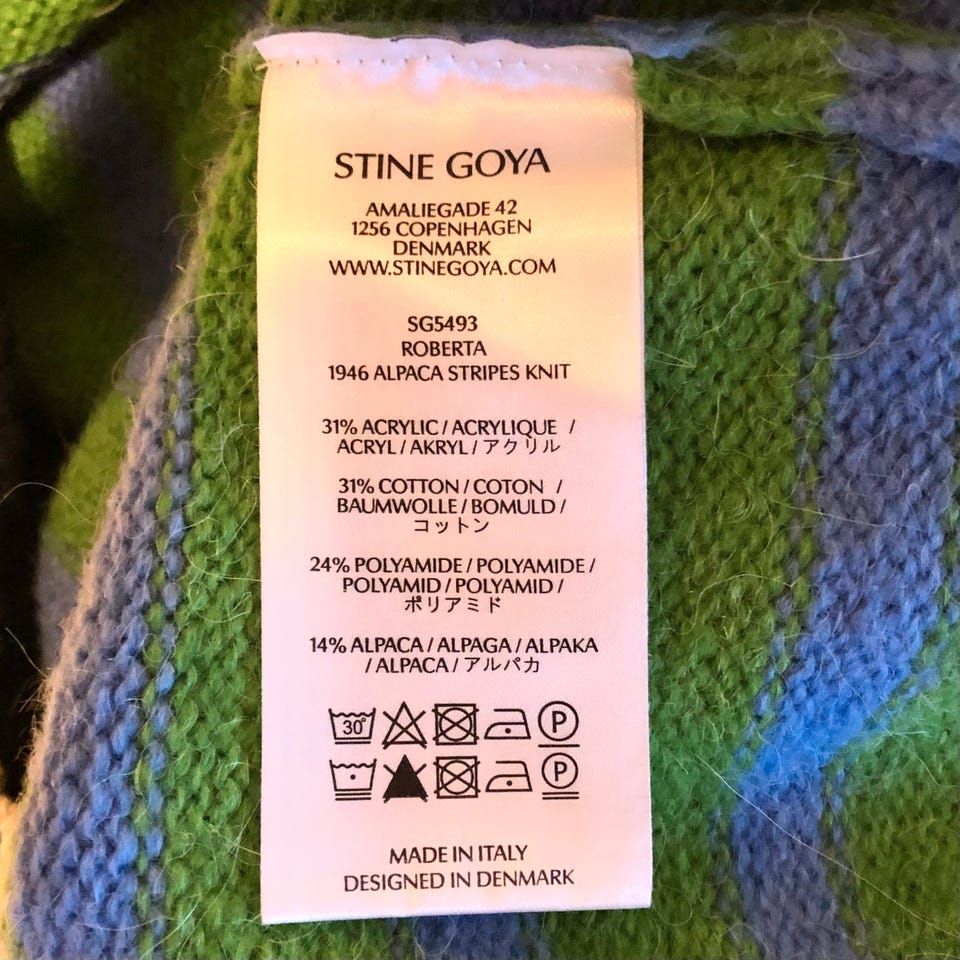 STINE GOYA
AMALIEGADE 42
1256 COPENHAGEN
DENMARK
WWW.STINEGOYA.COM
SG5493
ROBERTA
1946 ALPACA STRIPES KNIT
31% ACRYLIC / ACRYLIQUE /
ACRYL / AKRYL / アクリル
31% COTTON / COTON /
BAUMWOLLE / BOMULD /
コットン
24% POLYAMIDE / POLYAMIDE /
POLYAMID / POLYAMID /
ポリアミド
14% ALPACA / ALPAGA / ALPAKA
/ ALPACA / アルパカ
30° P
P
MADE IN ITALY
DESIGNED IN DENMARK